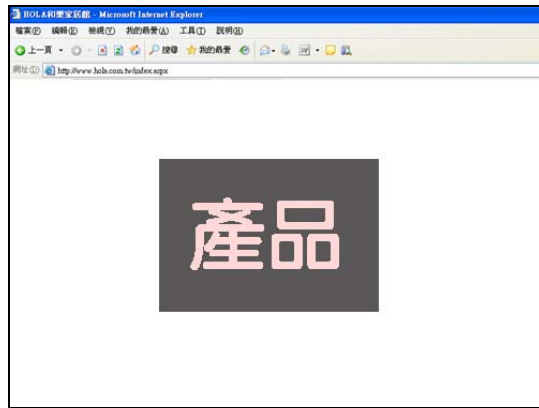 HOLA和樂家居館 - Microsoft Internet Explorer
檔案(F) 編輯(E) 檢視(V) 我的最愛(A) 工具(T) 說明(H)
上一頁 搜尋 我的最愛
網址(D) http://www.hola.com.tw/index.aspx
產品